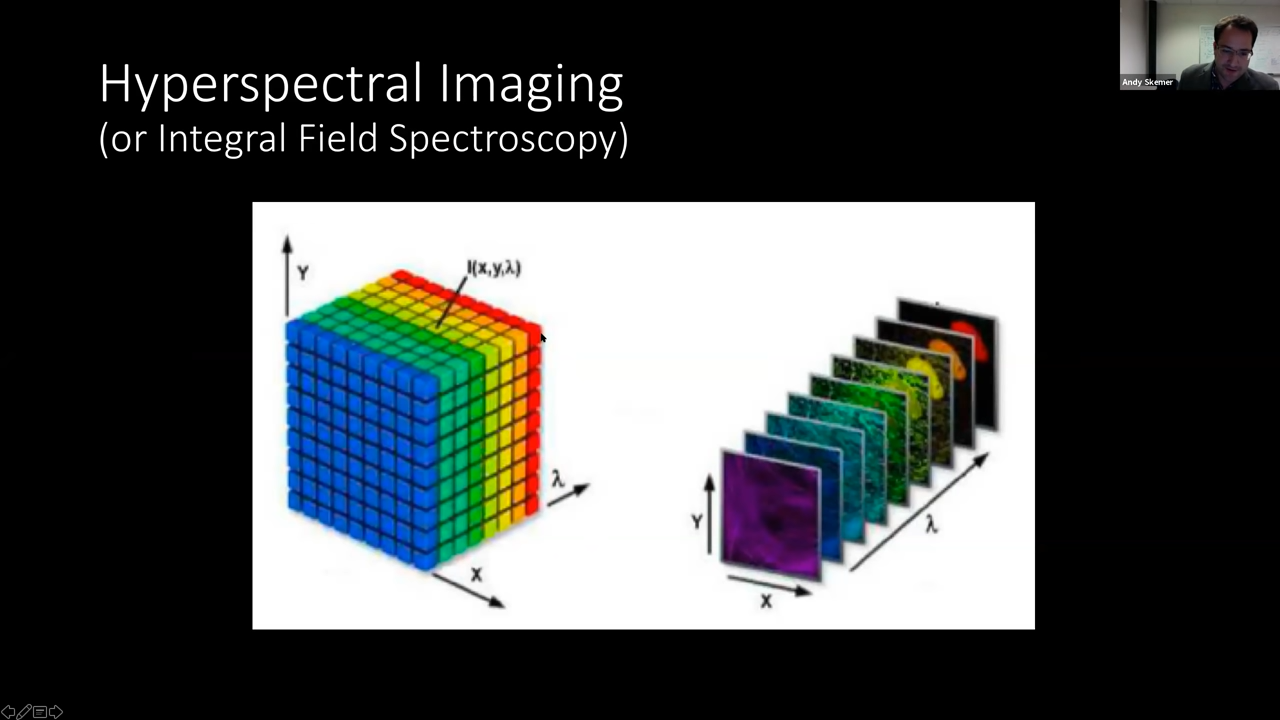 Hyperspectral Imaging
(or Integral Field Spectroscopy)
Andy Skemer
Y
I(x,y,λ)
λ
X
Y
λ
X